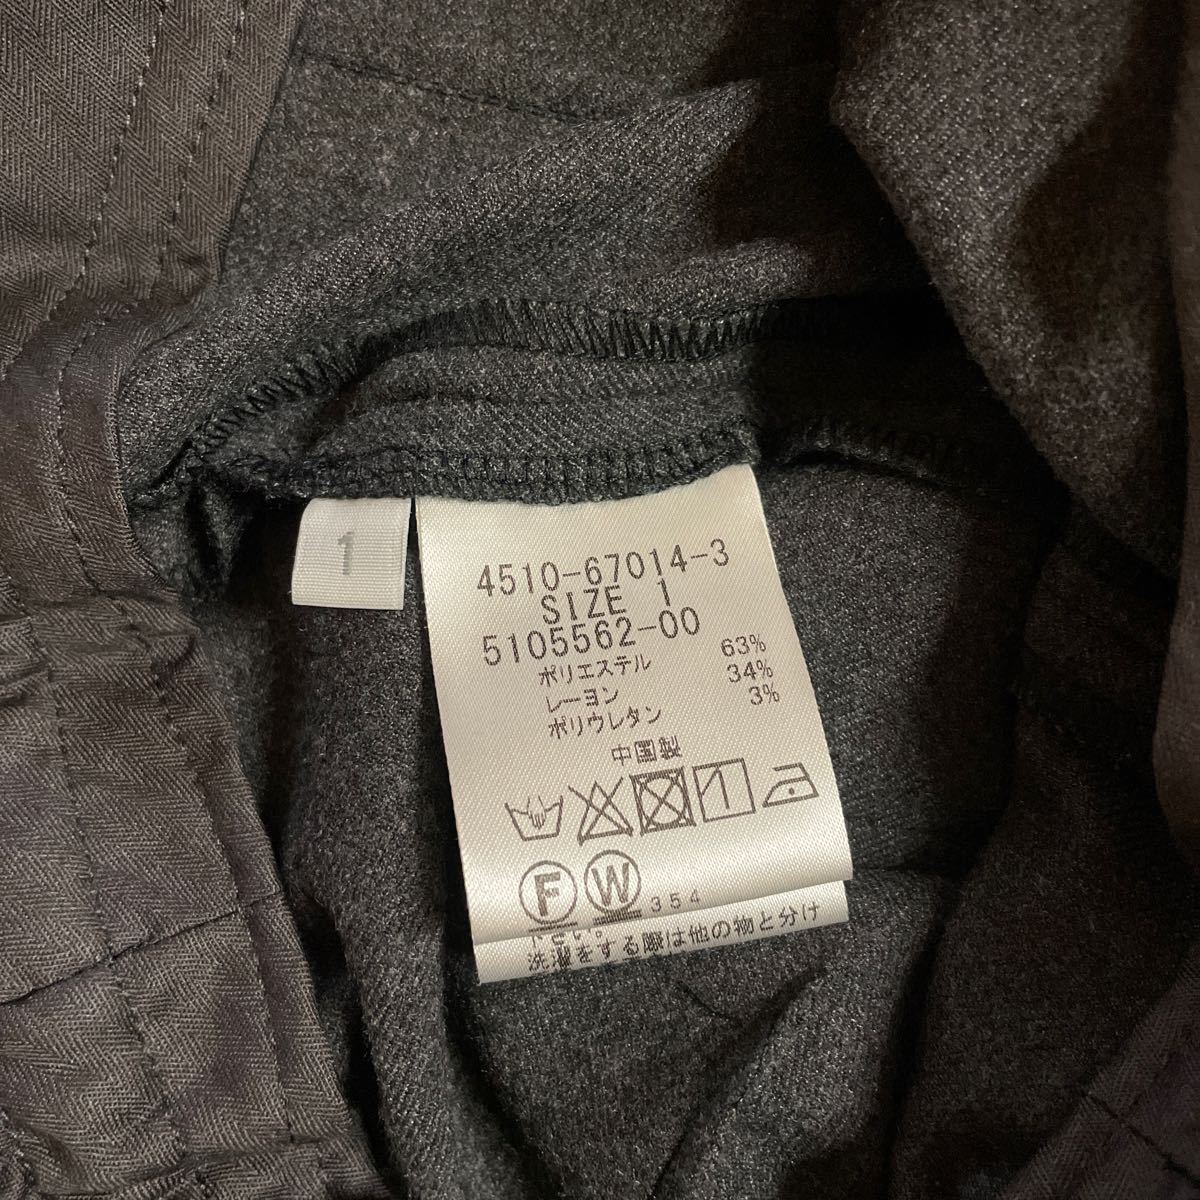 1
4510-67014-3
SIZE 1
5105562-00
ポリエステル 63%
レーヨン 34%
ポリウレタン 3%
中国製
F W 354
洗濯をする際は他の物と分け